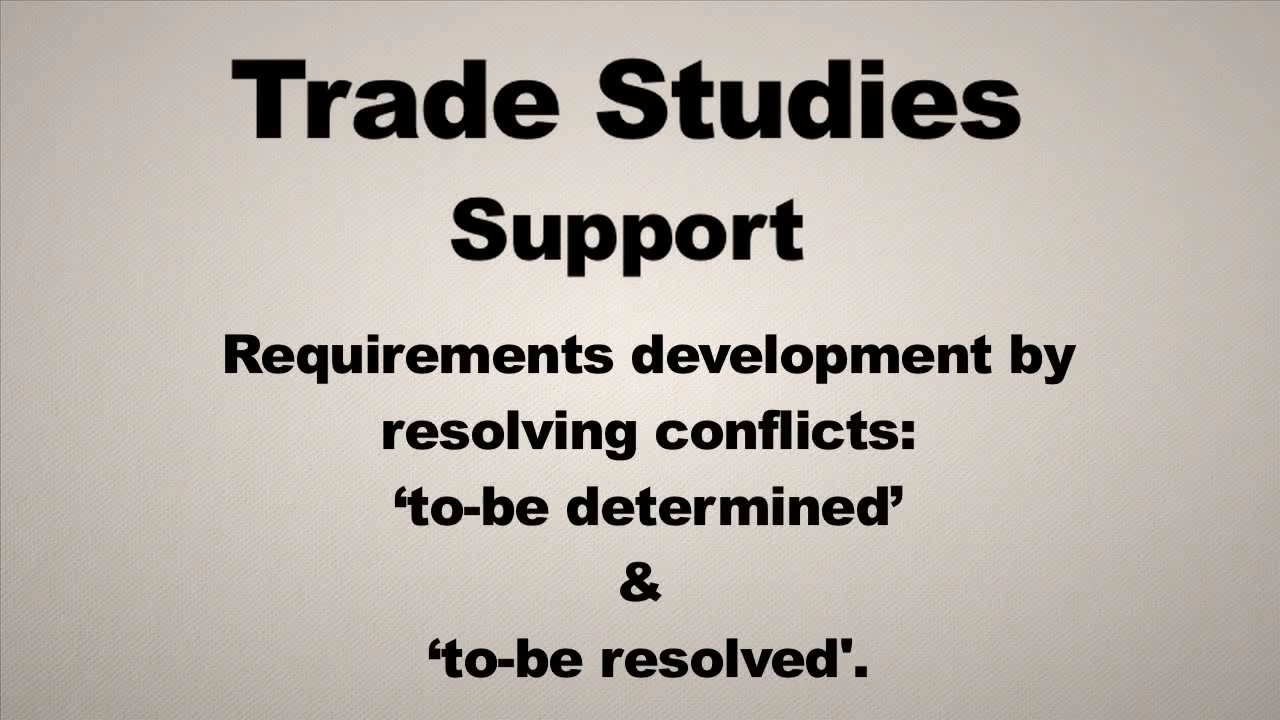 Trade Studies
Support
Requirements development by
resolving conflicts:
‘to-be determined’
&
‘to-be resolved'.